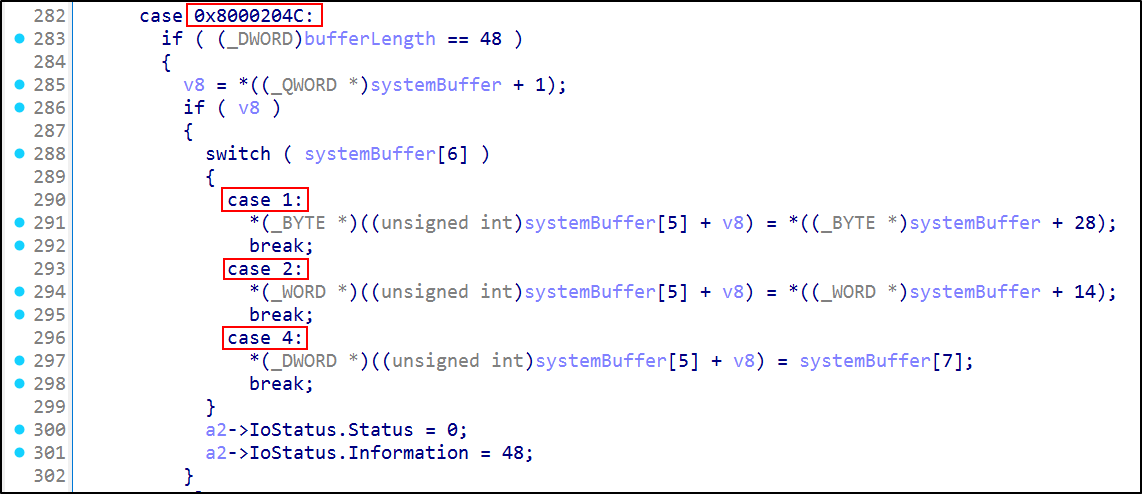 282 case 0x8000204C:
283 if ( (_DWORD)bufferLength == 48 )
284 {
285 v8 = *((_QWORD *)systemBuffer + 1);
286 if ( v8 )
287 {
288 switch ( systemBuffer[6] )
289 {
290 case 1:
291 *(_BYTE *)((unsigned int)systemBuffer[5] + v8) = *((_BYTE *)systemBuffer + 28);
292 break;
293 case 2:
294 *(_WORD *)((unsigned int)systemBuffer[5] + v8) = *((_WORD *)systemBuffer + 14);
295 break;
296 case 4:
297 *(_DWORD *)((unsigned int)systemBuffer[5] + v8) = systemBuffer[7];
298 break;
299 }
300 a2->IoStatus.Status = 0;
301 a2->IoStatus.Information = 48;
302 }